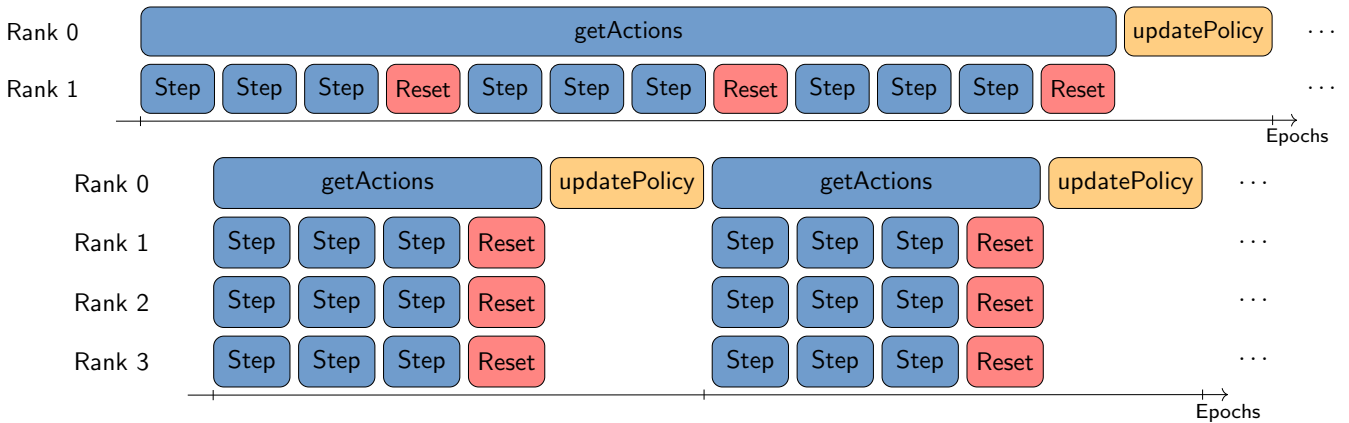 Rank 0 getActions updatePolicy ...
Rank 1 Step Step Step Reset Step Step Step Reset Step Step Step Reset ...
Epochs
Rank 0 getActions updatePolicy getActions updatePolicy ...
Rank 1 Step Step Step Reset Step Step Step Reset ...
Rank 2 Step Step Step Reset Step Step Step Reset ...
Rank 3 Step Step Step Reset Step Step Step Reset ...
Epochs